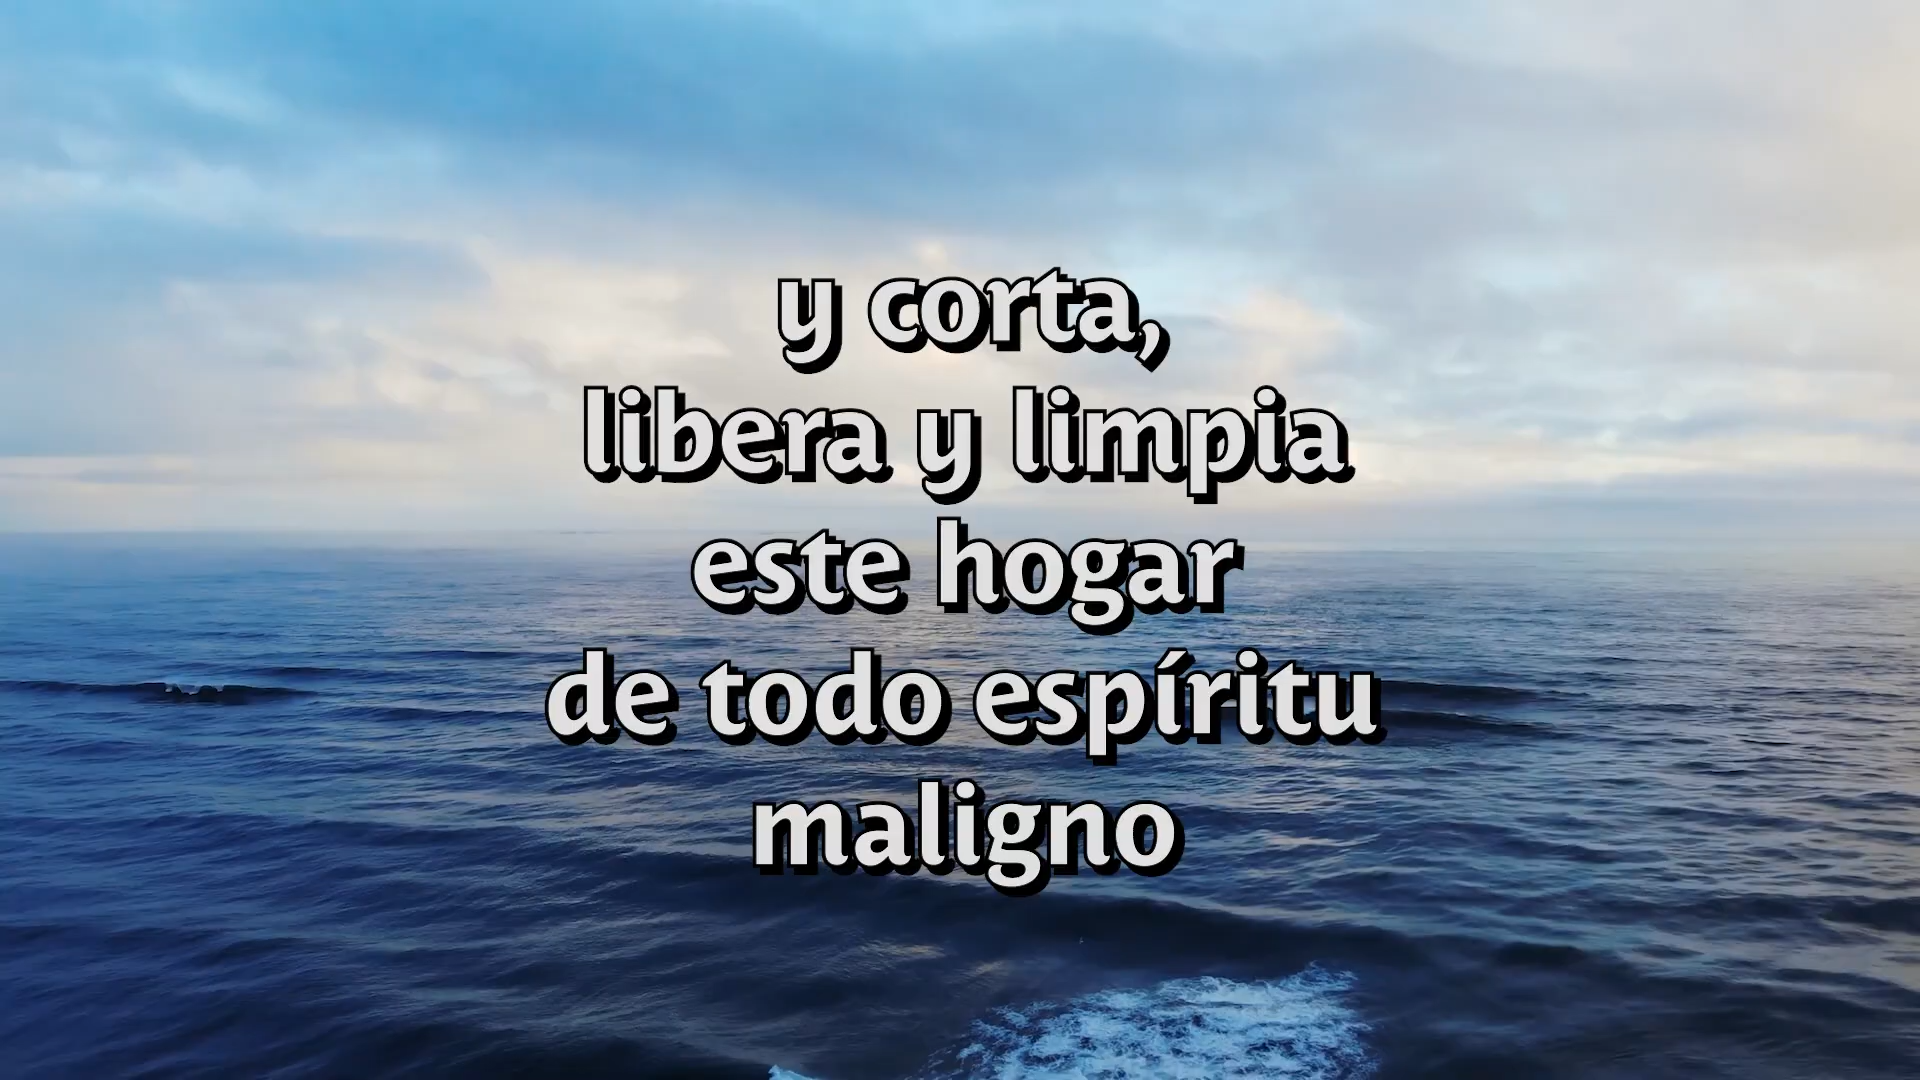 y corta,
libera y limpia
este hogar
de todo espíritu
maligno